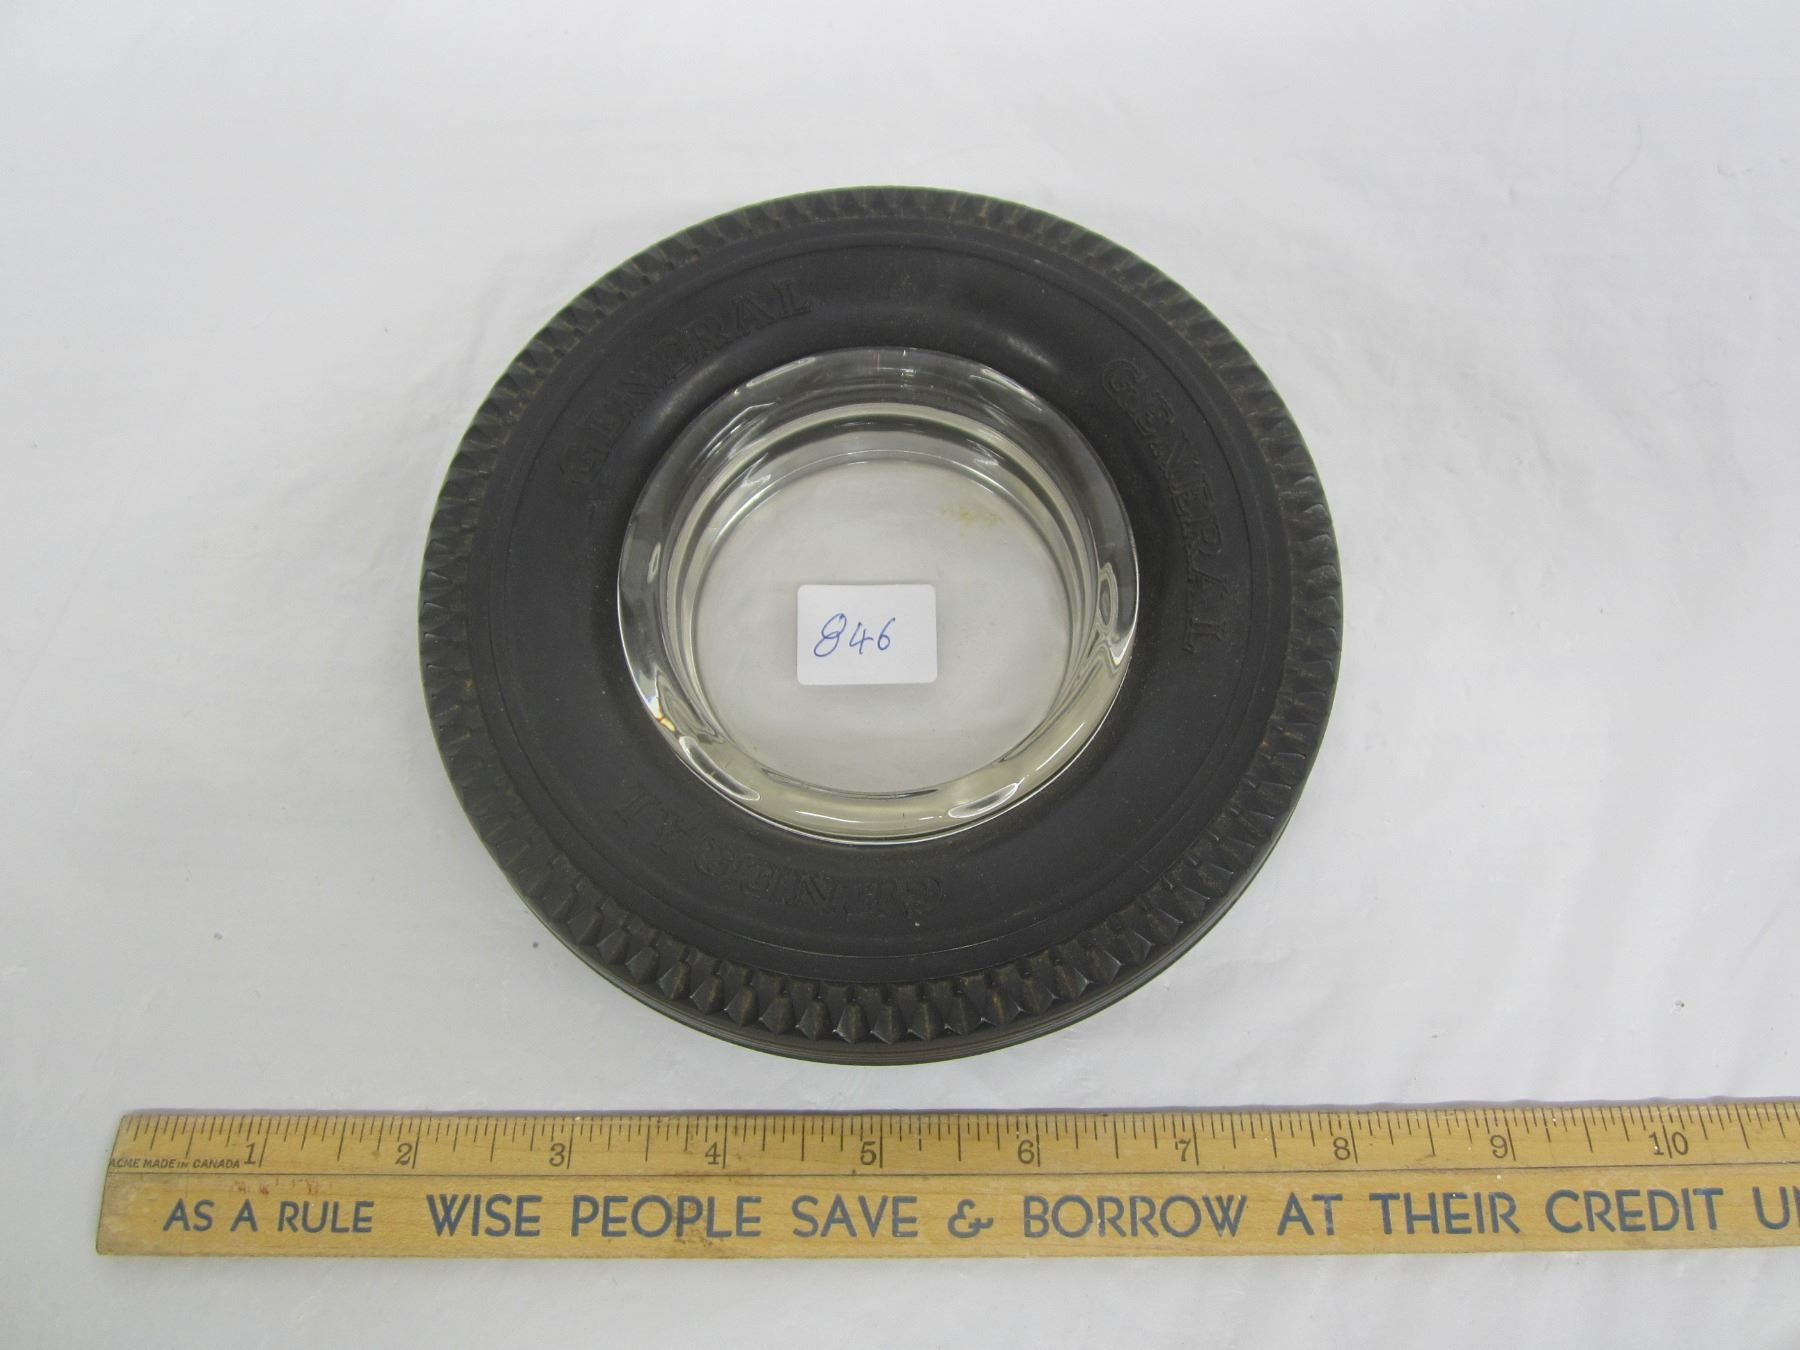 GENERAL
GENERAL
GENERAL
846
1 2 3 4 5 6 7 8 9 10
ACME MADE IN CANADA
AS A RULE WISE PEOPLE SAVE & BORROW AT THEIR CREDIT